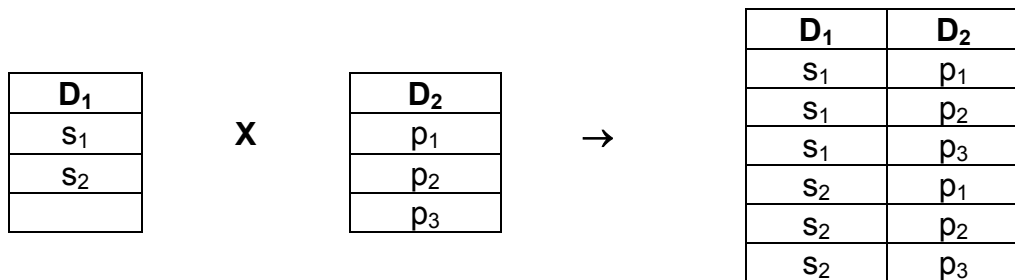 D₁
s₁
s₂
X
D₂
p₁
p₂
p₃
→
D₁ D₂
s₁ p₁
s₁ p₂
s₁ p₃
s₂ p₁
s₂ p₂
s₂ p₃